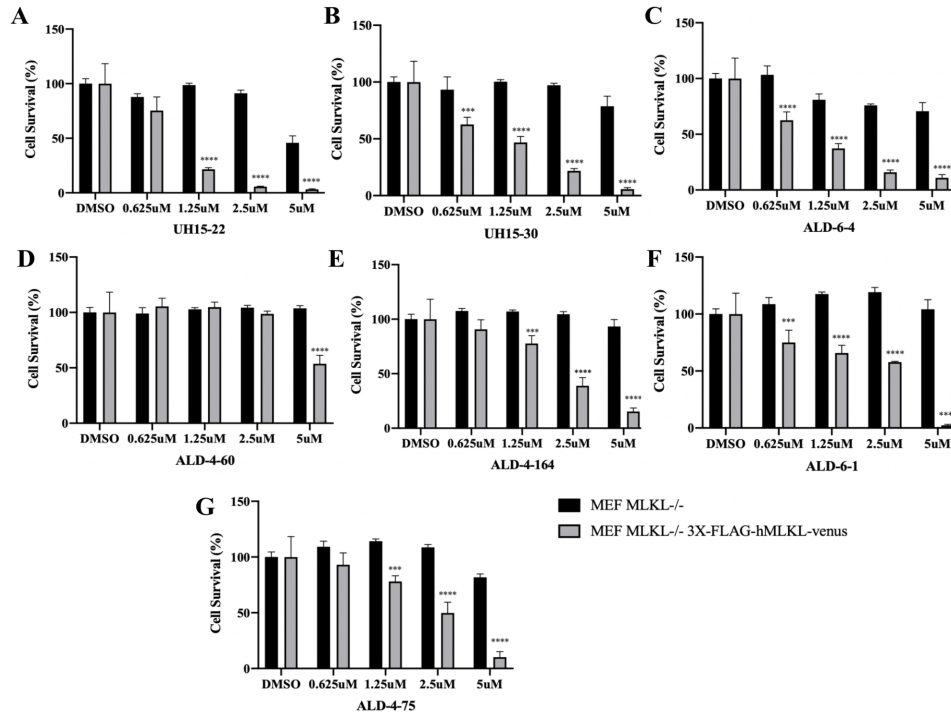 A
150
100
50
0
Cell Survival (%)
****
****
****
DMSO 0.625uM 1.25uM 2.5uM 5uM
UH15-22
B
150
100
50
0
Cell Survival (%)
***
****
****
****
DMSO 0.625uM 1.25uM 2.5uM 5uM
UH15-30
C
150
100
50
0
Cell Survival (%)
****
****
****
****
DMSO 0.625uM 1.25uM 2.5uM 5uM
ALD-6-4
D
150
100
50
0
Cell Survival (%)
****
DMSO 0.625uM 1.25uM 2.5uM 5uM
ALD-4-60
E
150
100
50
0
Cell Survival (%)
***
****
****
DMSO 0.625uM 1.25uM 2.5uM 5uM
ALD-4-164
F
150
100
50
0
Cell Survival (%)
***
****
****
***
DMSO 0.625uM 1.25uM 2.5uM 5uM
ALD-6-1
G
150
100
50
0
Cell Survival (%)
***
****
****
DMSO 0.625uM 1.25uM 2.5uM 5uM
ALD-4-75
MEF MLKL-/-
MEF MLKL-/- 3X-FLAG-hMLKL-venus